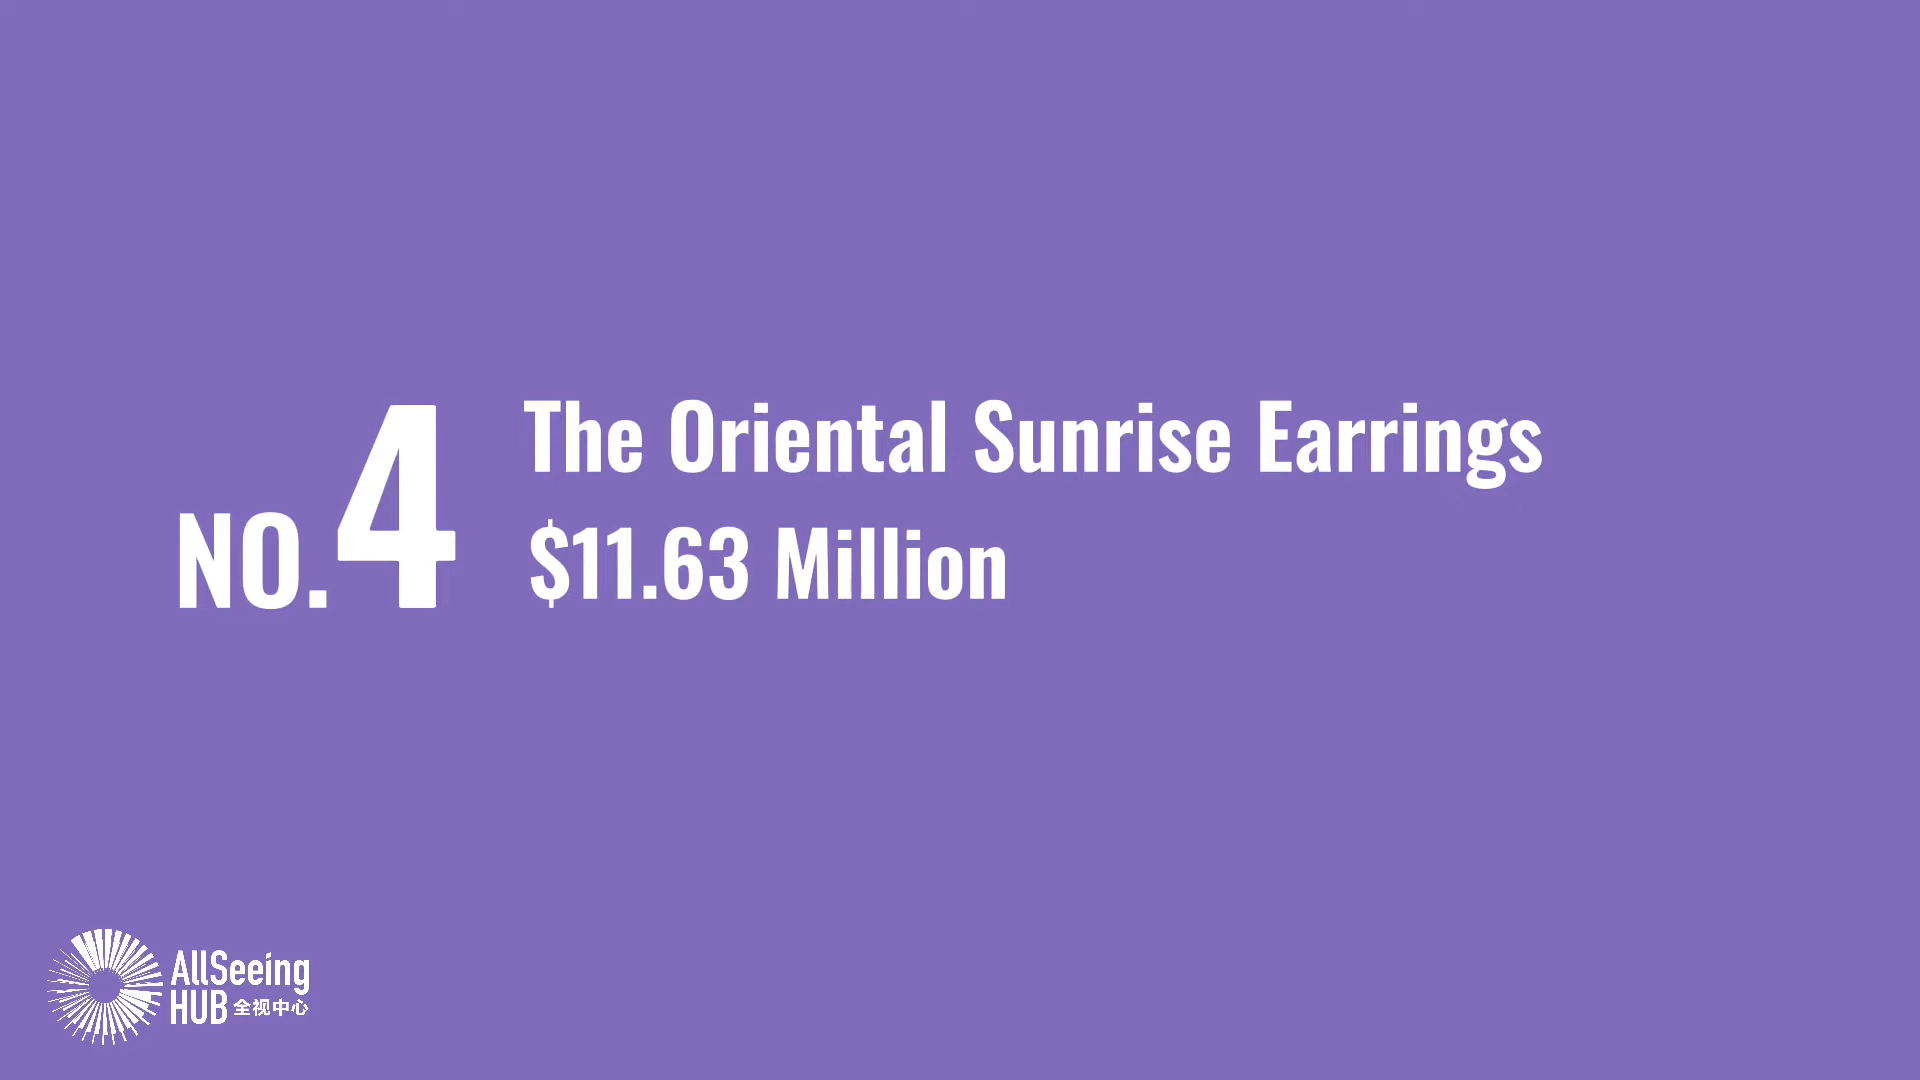 NO.4
The Oriental Sunrise Earrings
$11.63 Million
AllSeeing
HUB 全视中心